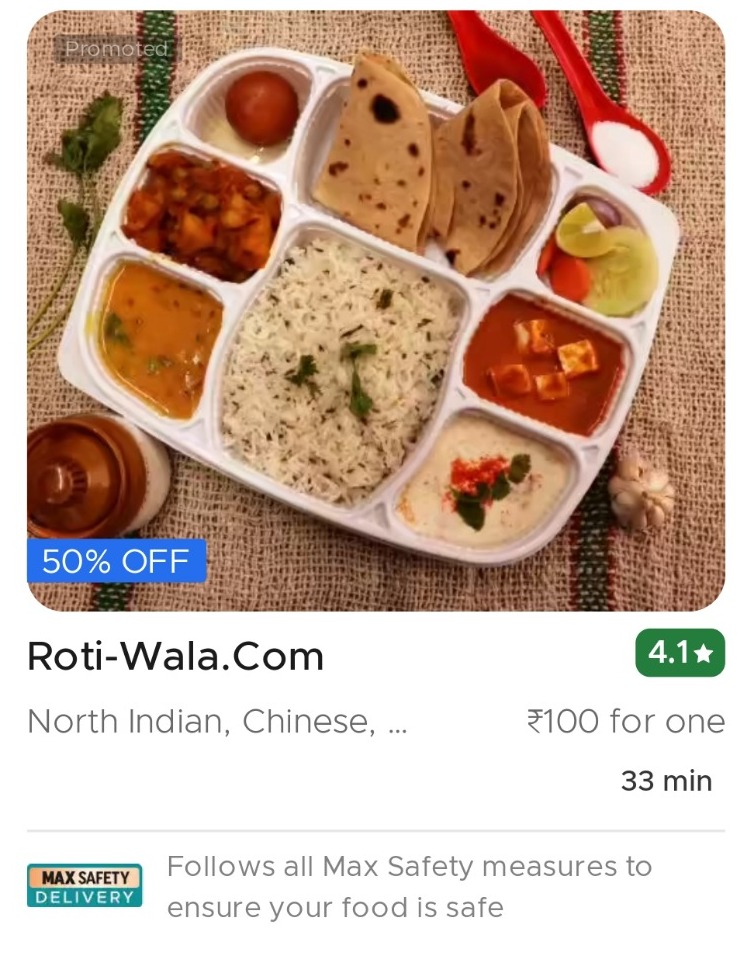 Promoted
50% OFF
Roti-Wala.Com
4.1★
North Indian, Chinese, ...
₹100 for one
33 min
MAX SAFETY
DELIVERY
Follows all Max Safety measures to
ensure your food is safe